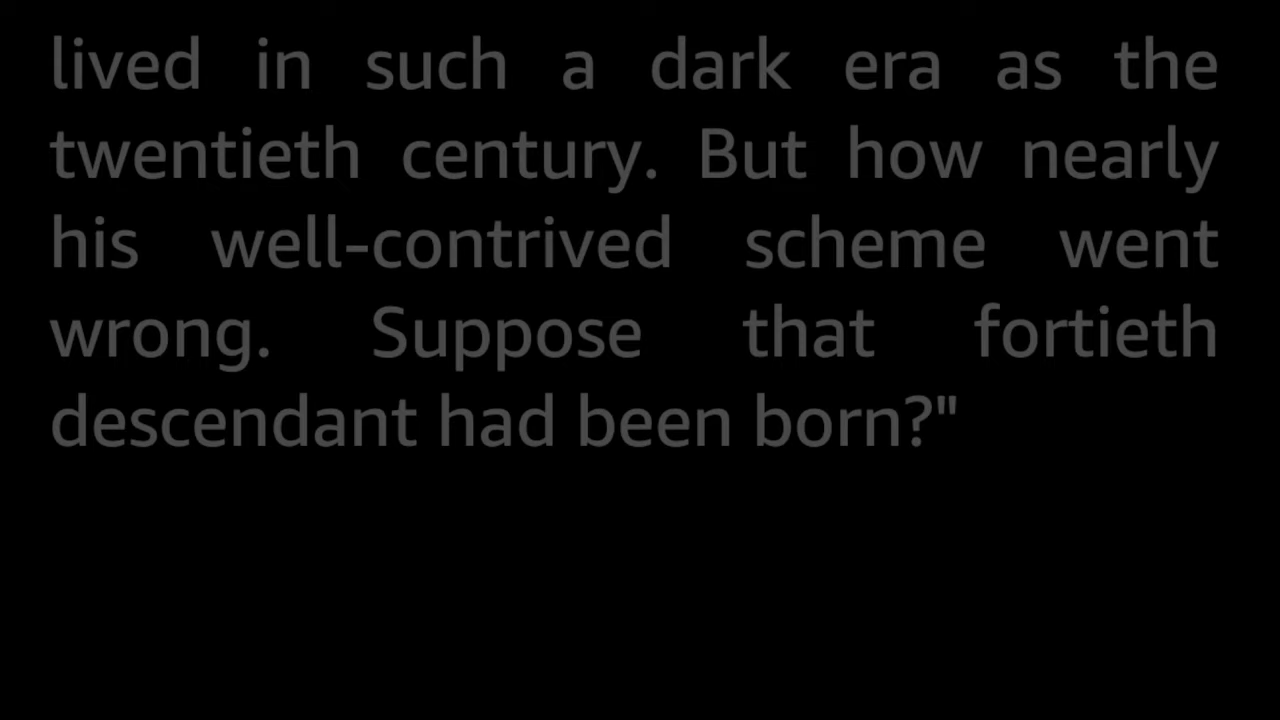 lived in such a dark era as the
twentieth century. But how nearly
his well-contrived scheme went
wrong. Suppose that fortieth
descendant had been born?"